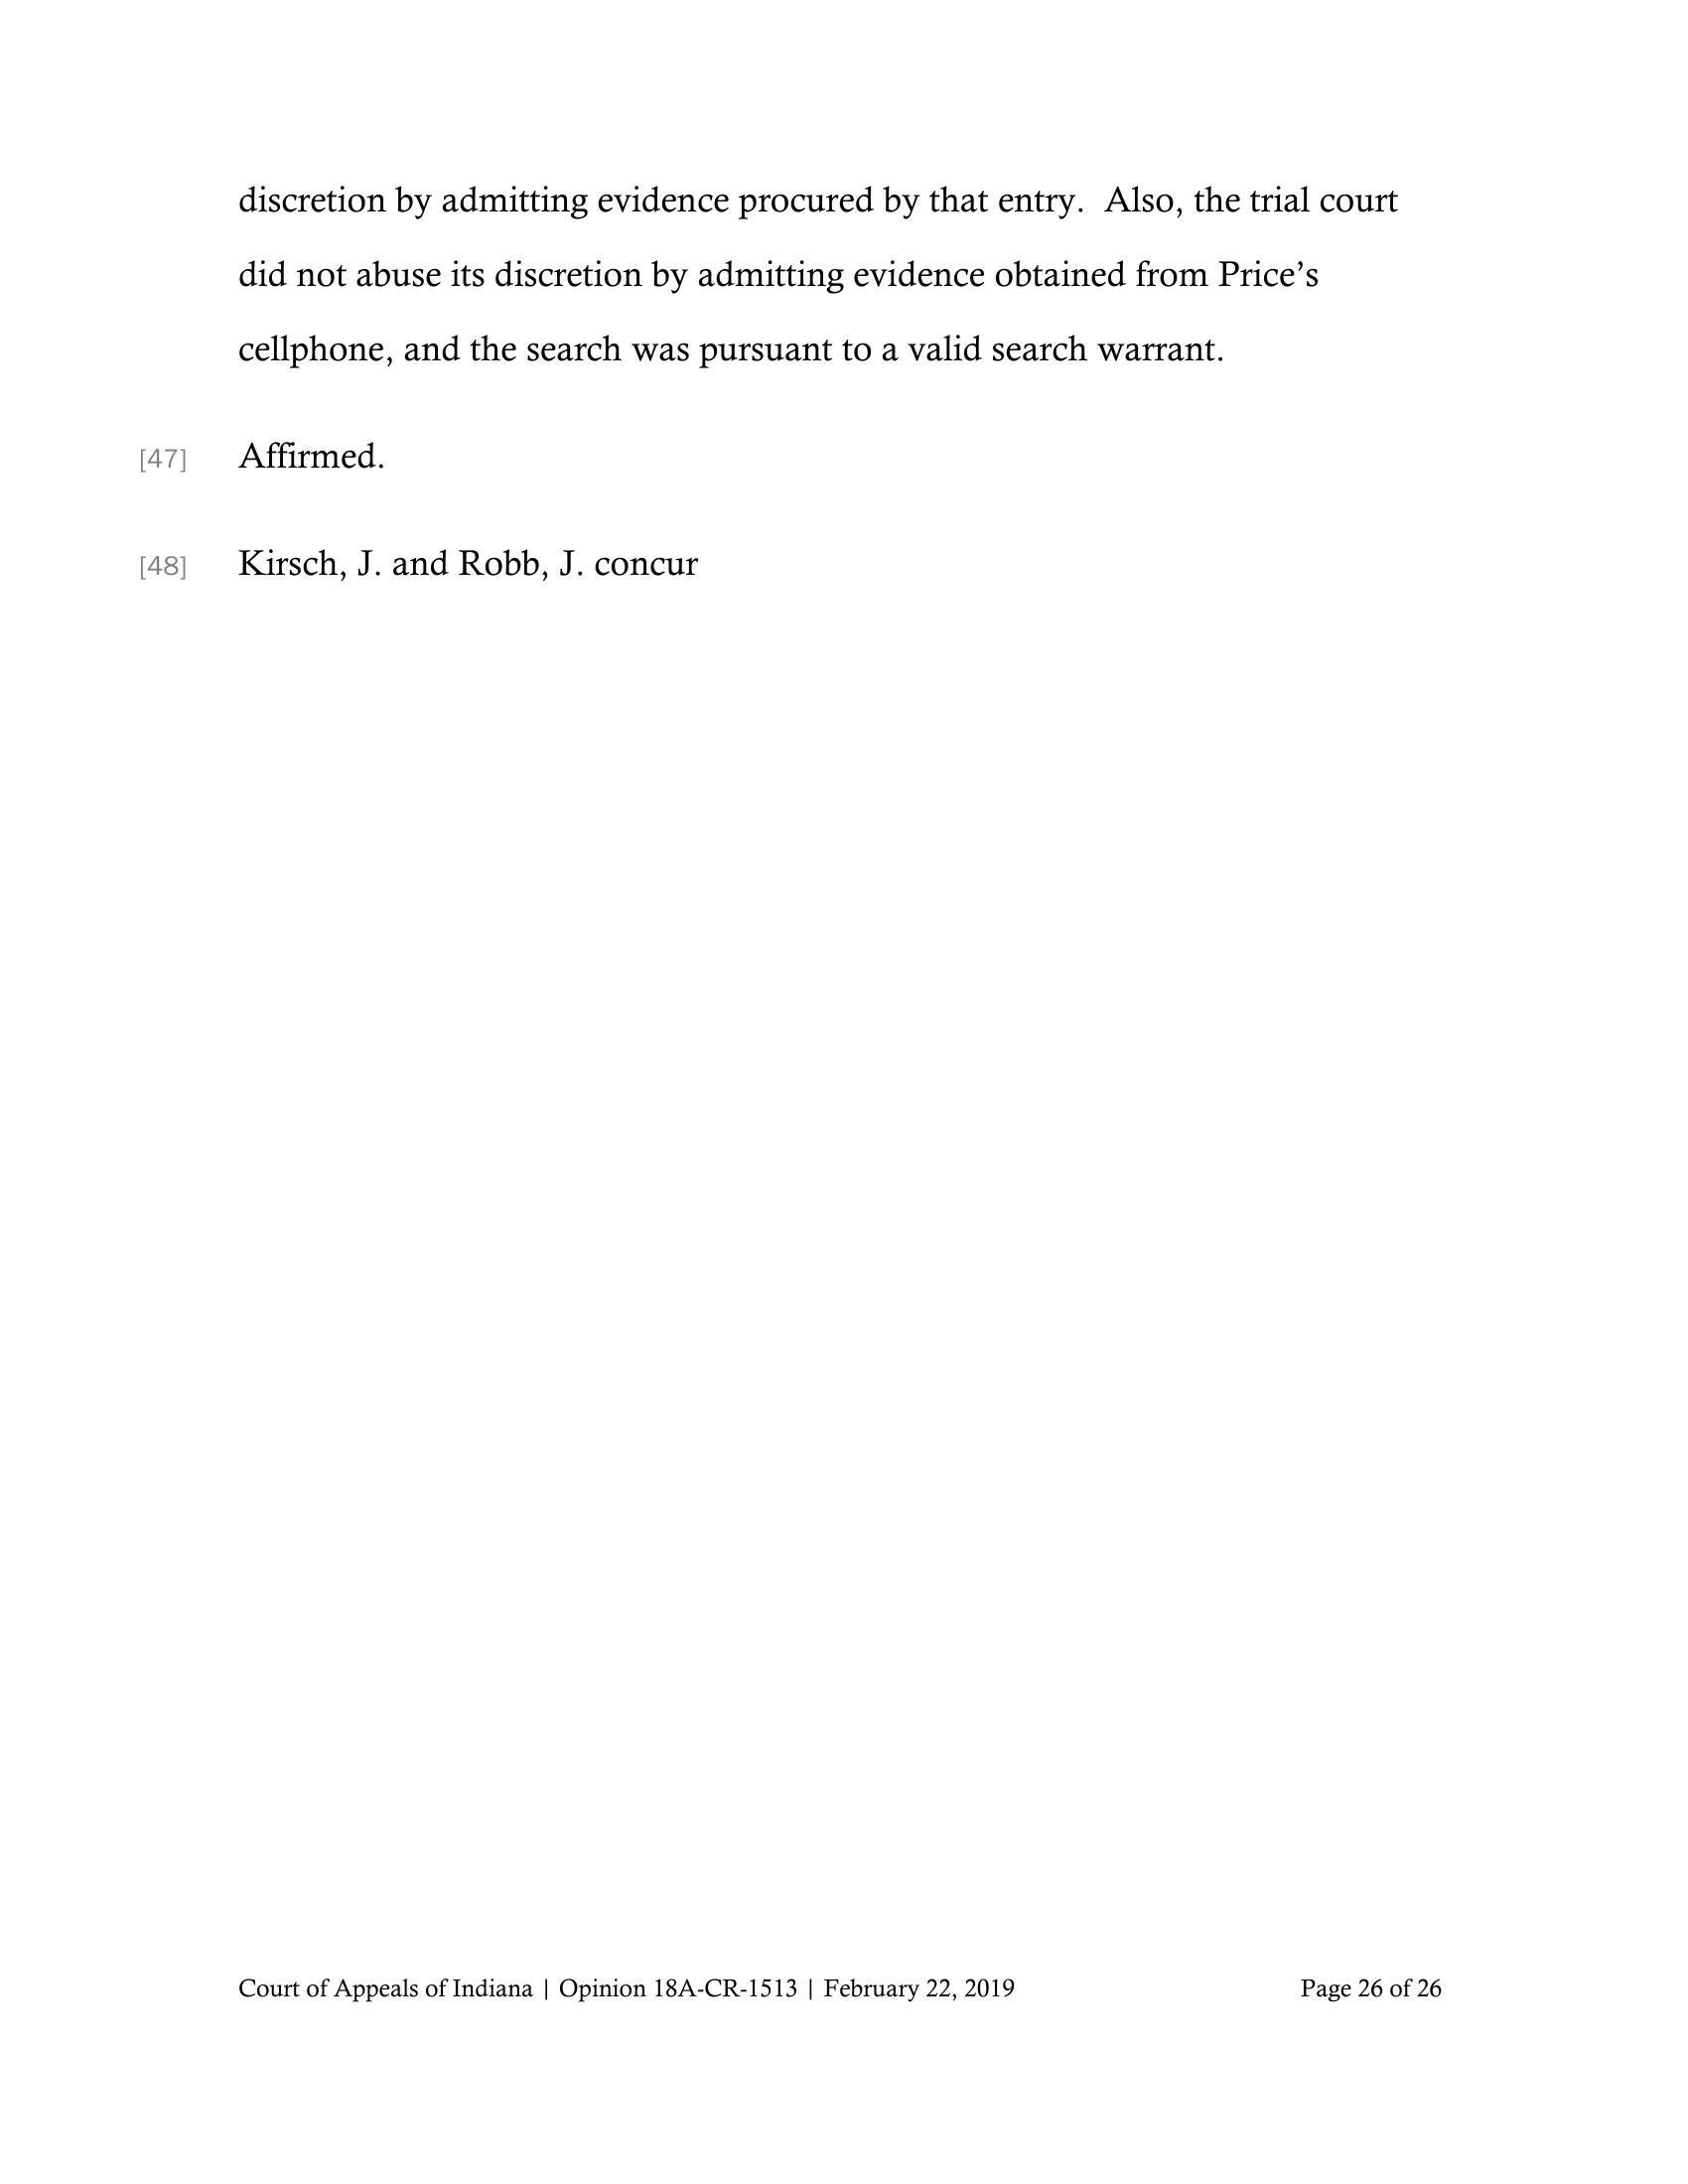 discretion by admitting evidence procured by that entry.  Also, the trial court
did not abuse its discretion by admitting evidence obtained from Price’s
cellphone, and the search was pursuant to a valid search warrant.
[47] Affirmed.
[48] Kirsch, J. and Robb, J. concur
Court of Appeals of Indiana | Opinion 18A-CR-1513 | February 22, 2019 Page 26 of 26